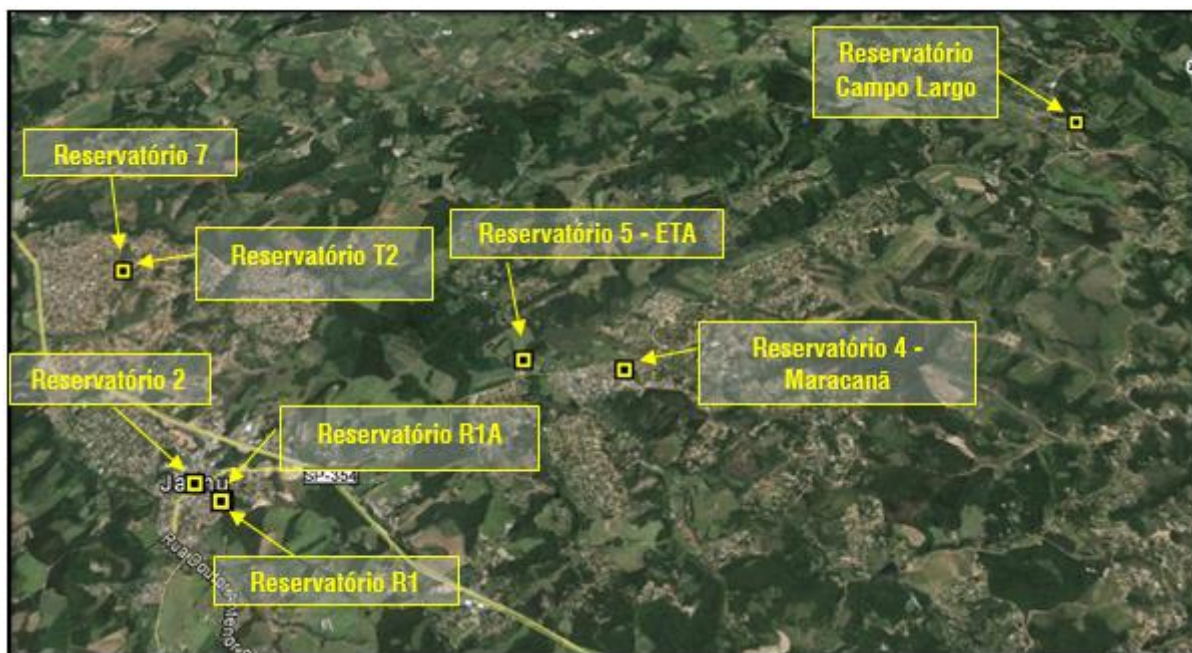 Reservatório
Campo Largo
Reservatório 7
Reservatório T2
Reservatório 5 - ETA
Reservatório 4 -
Maracanã
Reservatório 2
Reservatório R1A
SP-354
Reservatório R1